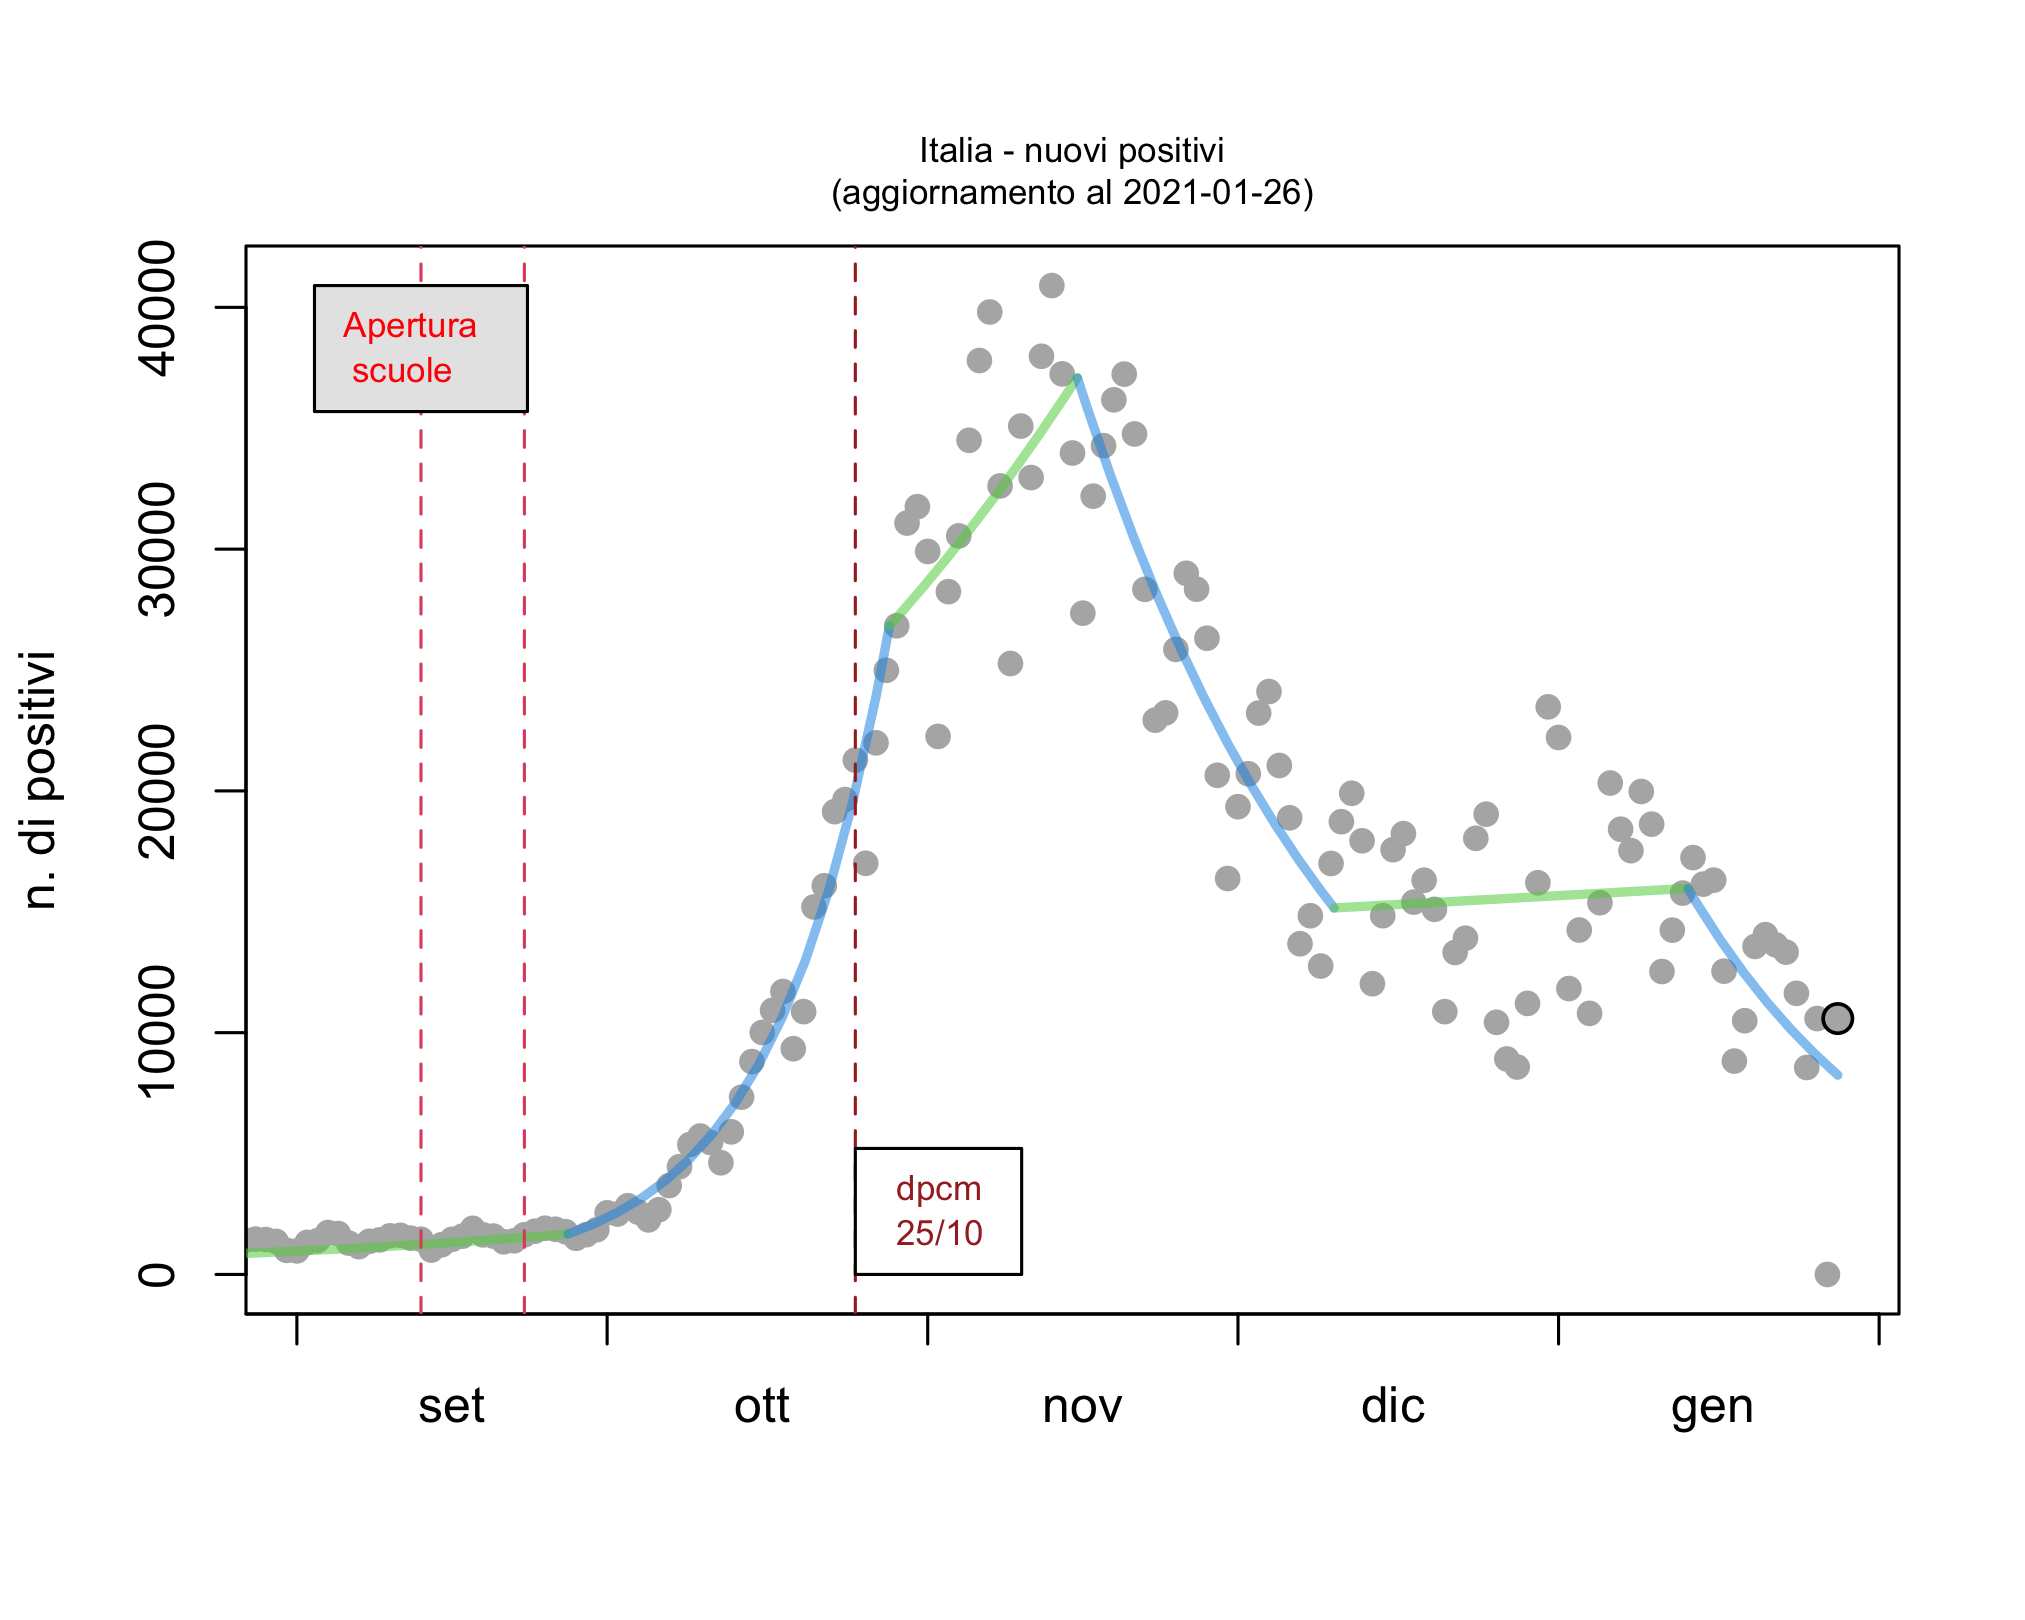 Italia - nuovi positivi
(aggiornamento al 2021-01-26)
n. di positivi
40000
30000
20000
10000
0
Apertura
scuole
dpcm
25/10
set
ott
nov
dic
gen